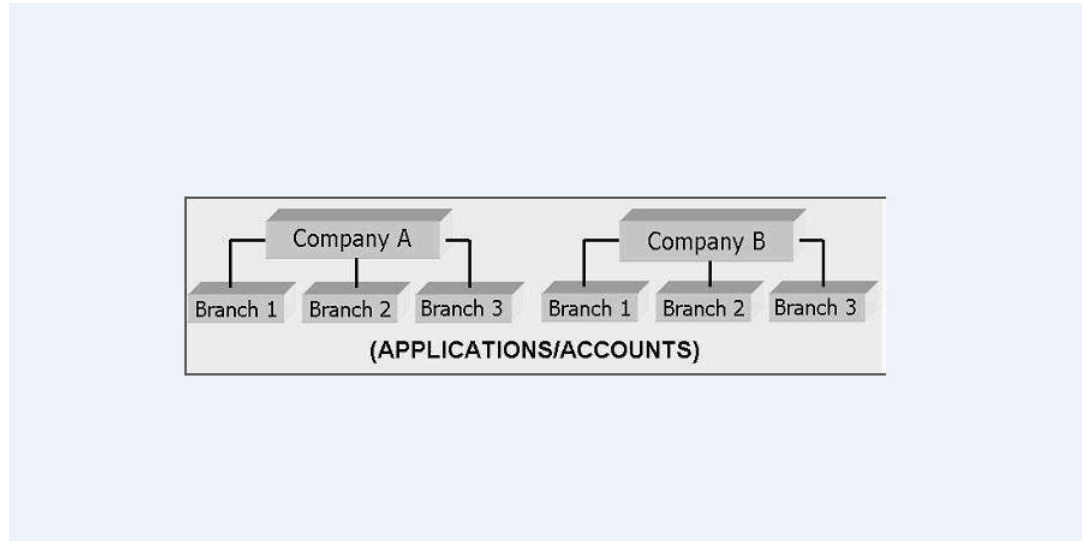 Company A
Company B
Branch 1 Branch 2 Branch 3 Branch 1 Branch 2 Branch 3
(APPLICATIONS/ACCOUNTS)